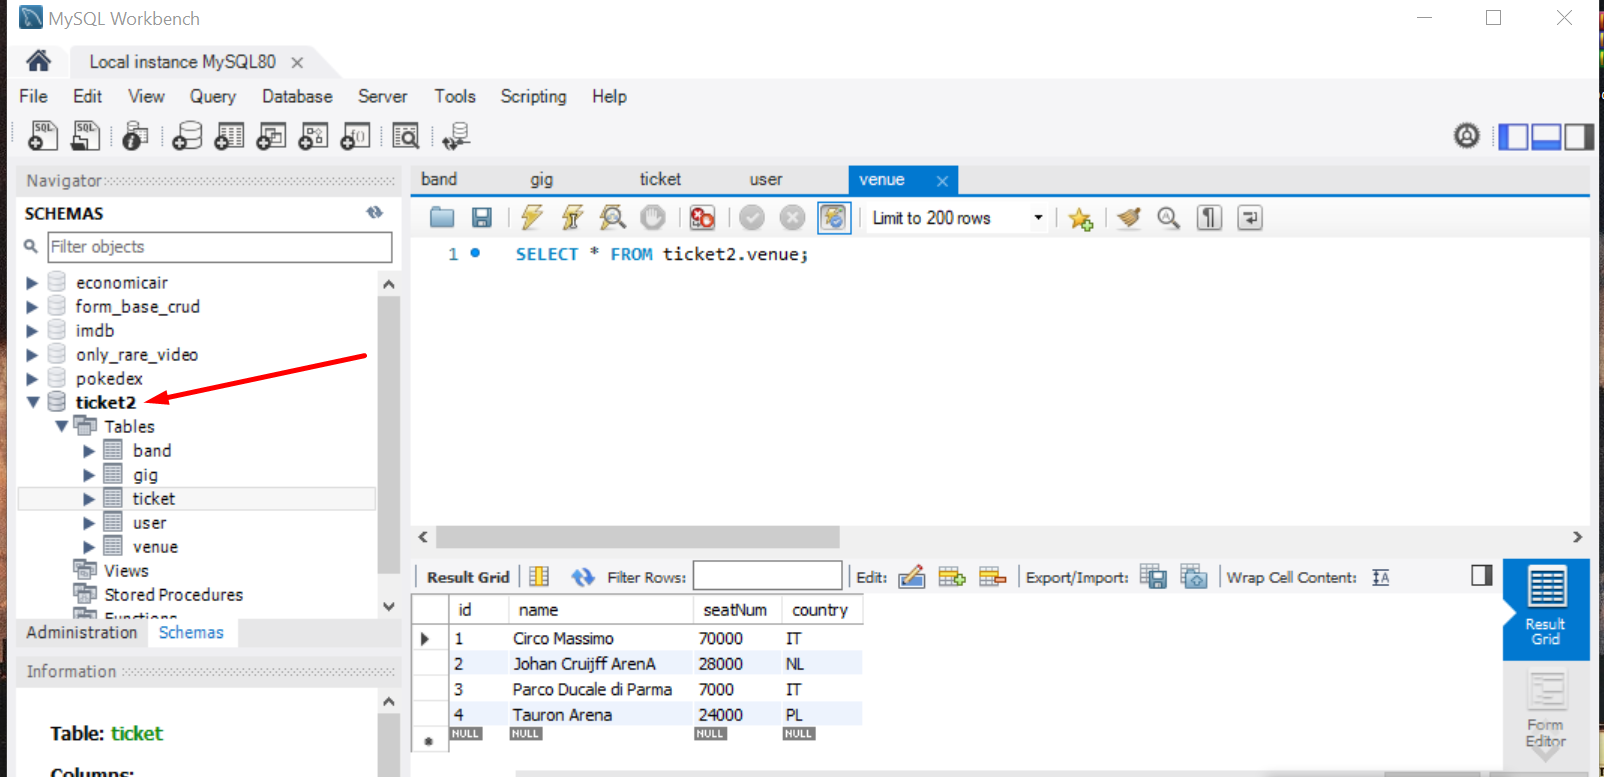 MySQL Workbench
Local instance MySQL80
File Edit View Query Database Server Tools Scripting Help
SQL SQL
Navigator
SCHEMAS
Filter objects
economicair
form_base_crud
imdb
only_rare_video
pokedex
ticket2
Tables
band
gig
ticket
user
venue
Views
Stored Procedures
Functions
Administration Schemas
Information
Table: ticket
Columns:
band gig ticket user venue
Limit to 200 rows
1 SELECT * FROM ticket2.venue;
Result Grid Filter Rows: Edit: Export/Import: Wrap Cell Content:
id name seatNum country
1 Circo Massimo 70000 IT
2 Johan Cruijff ArenA 28000 NL
3 Parco Ducale di Parma 7000 IT
4 Tauron Arena 24000 PL
NULL NULL NULL NULL
Result
Grid
Form
Editor